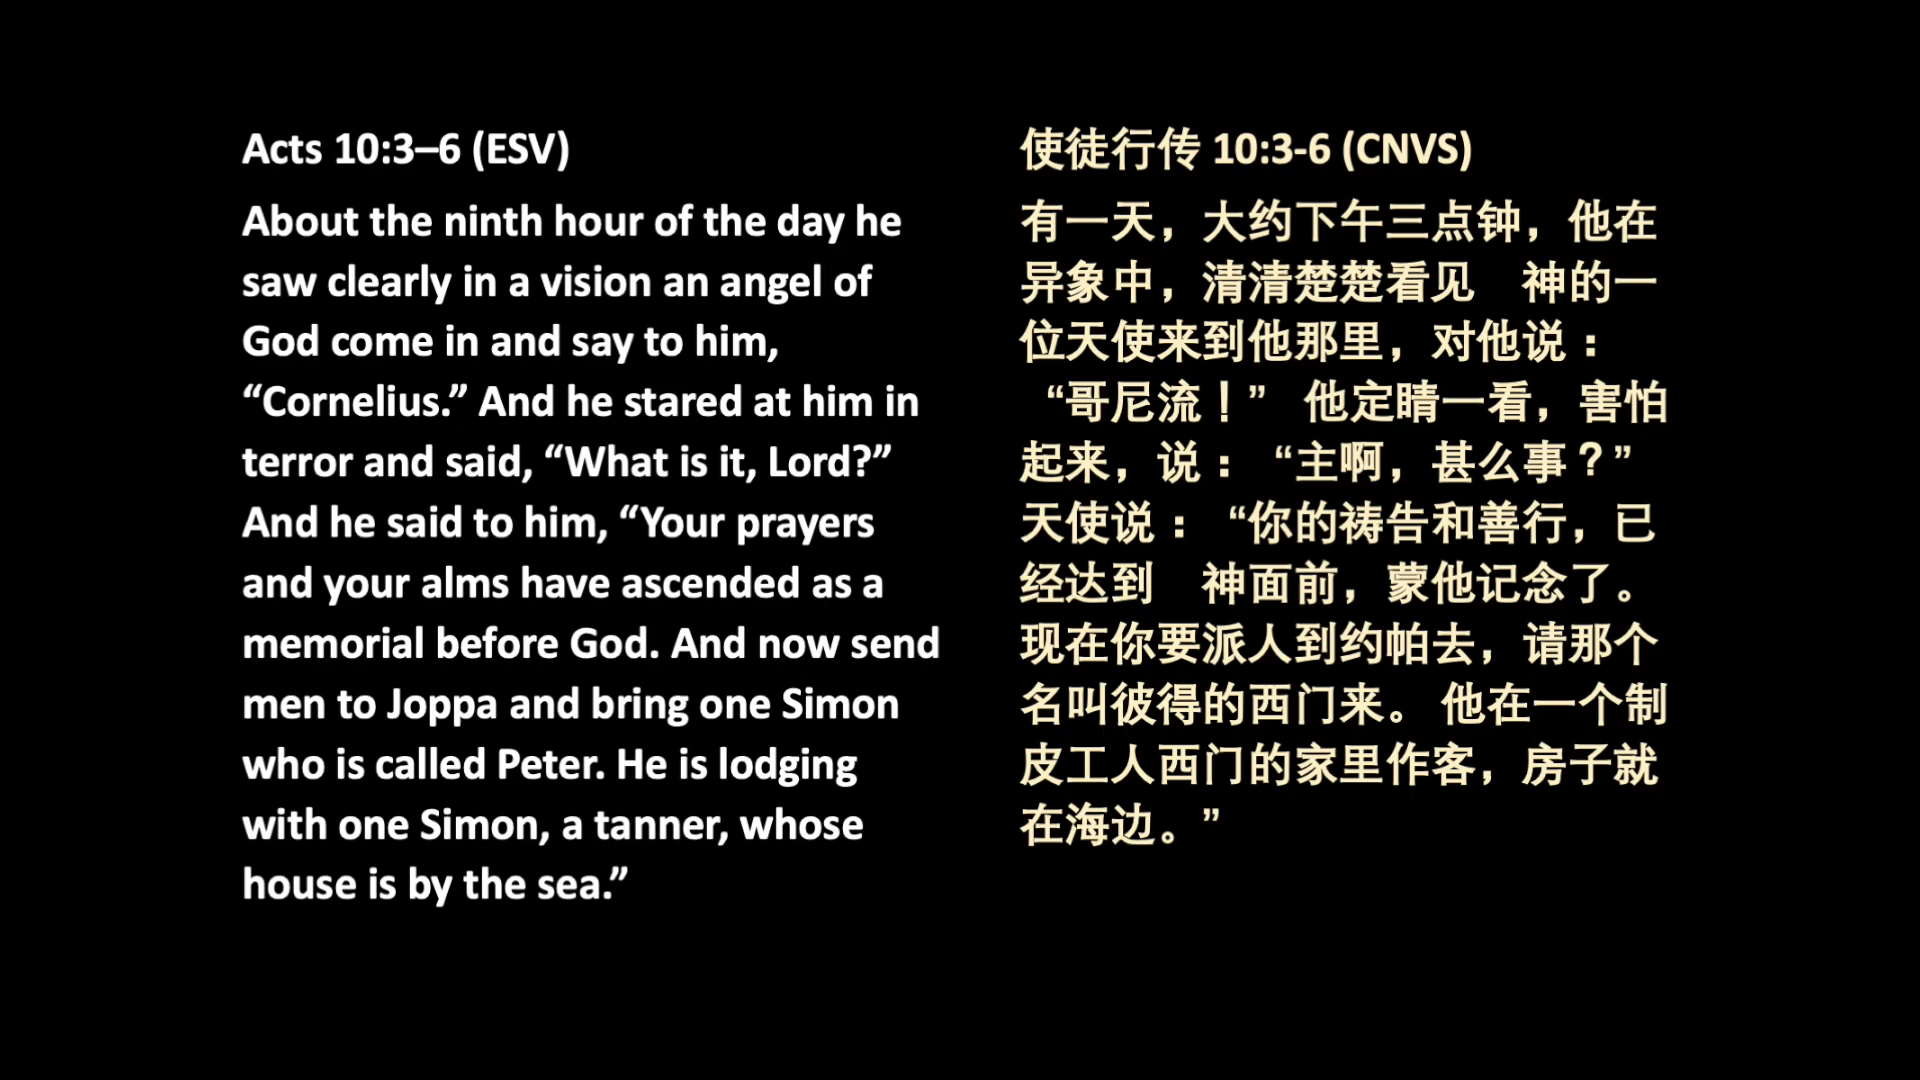 Acts 10:3–6 (ESV)
About the ninth hour of the day he
saw clearly in a vision an angel of
God come in and say to him,
“Cornelius.” And he stared at him in
terror and said, “What is it, Lord?”
And he said to him, “Your prayers
and your alms have ascended as a
memorial before God. And now send
men to Joppa and bring one Simon
who is called Peter. He is lodging
with one Simon, a tanner, whose
house is by the sea.”
使徒行传 10:3-6 (CNVS)
有一天，大约下午三点钟，他在
异象中，清清楚楚看见　神的一
位天使来到他那里，对他说：
“哥尼流！” 他定睛一看，害怕
起来，说：“主啊，甚么事？”
天使说：“你的祷告和善行，已
经达到　神面前，蒙他记念了。
现在你要派人到约帕去，请那个
名叫彼得的西门来。 他在一个制
皮工人西门的家里作客，房子就
在海边。”